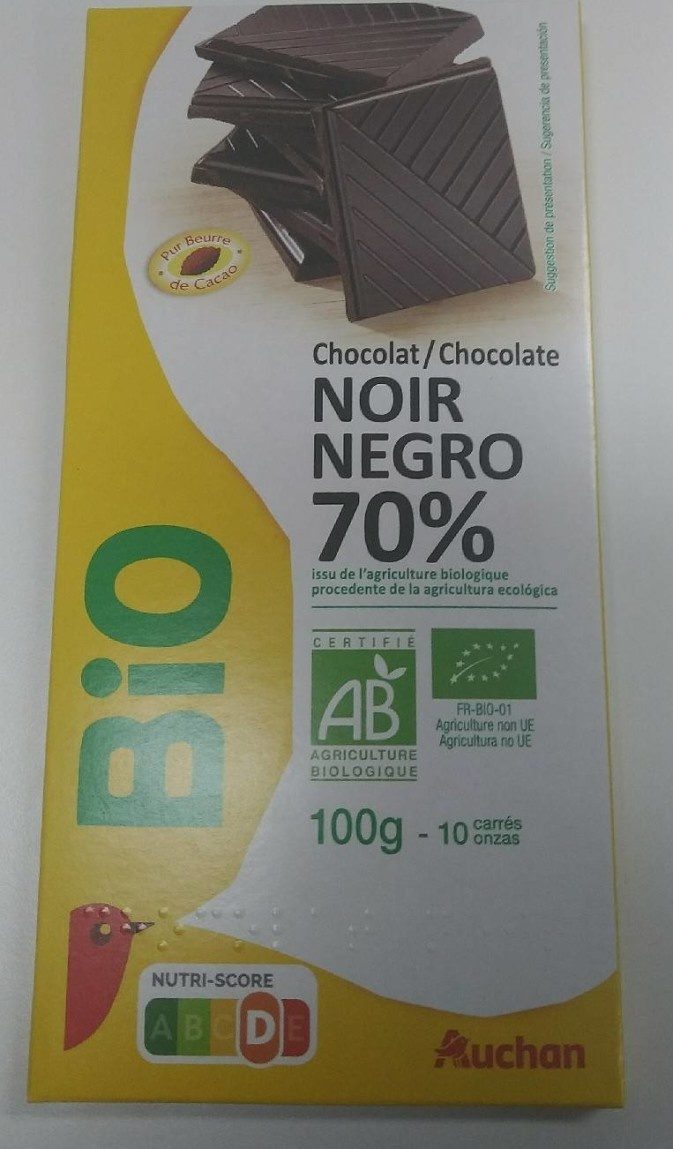 Suggestion de présentation / Sugerencia de presentación
Pur Beurre
de Cacao
Chocolat / Chocolate
NOIR
NEGRO
70%
issu de l'agriculture biologique
procedente de la agricultura ecológica
Bio
CERTIFIÉ
AB
AGRICULTURE
BIOLOGIQUE
FR-BIO-01
Agriculture non UE
Agricultura no UE
100g - 10 carrés
onzas
NUTRI-SCORE
A B C D E
Auchan